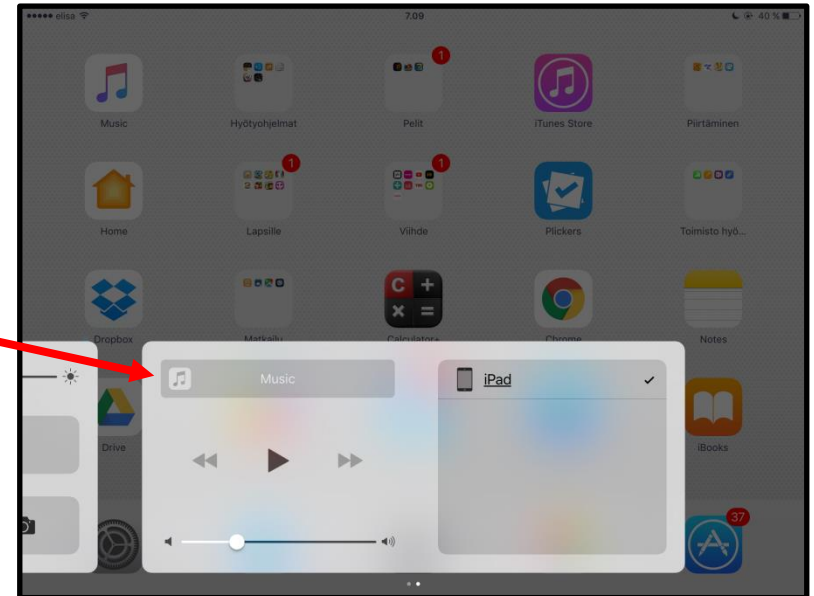 elisa 7.09 40 %
Music Hyötyohjelmat Pelit iTunes Store Piirtäminen
1
Home Lapsille Viihde Plickers Toimisto hyö...
1 1
Dropbox Matkailu Calculator+ Chrome Notes
Music iPad
Drive iBooks
37